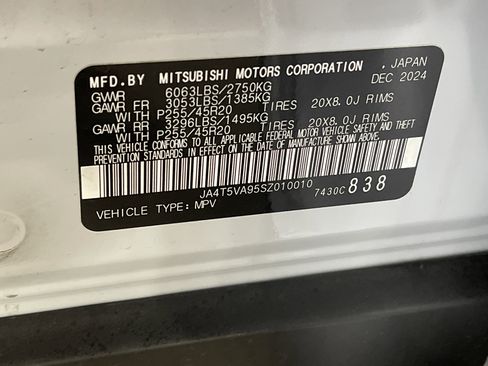 MFD.BY MITSUBISHI MOTORS CORPORATION , JAPAN
GVWR 6063LBS/2750KG DEC 2024
GAWR FR 3053LBS/1385KG
WITH P255/45R20 TIRES 20X8.0J RIMS
GAWR RR 3296LBS/1495KG
WITH P255/45R20 TIRES 20X8.0J RIMS
THIS VEHICLE CONFORMS TO ALL APPLICABLE FEDERAL MOTOR VEHICLE SAFETY AND
THEFT PREVENTION STANDARDS IN EFFECT ON THE DATE OF MANUFACTURE SHOWN ABOVE.
JA4T5VA95SZ010010 7430C 838
VEHICLE TYPE: MPV